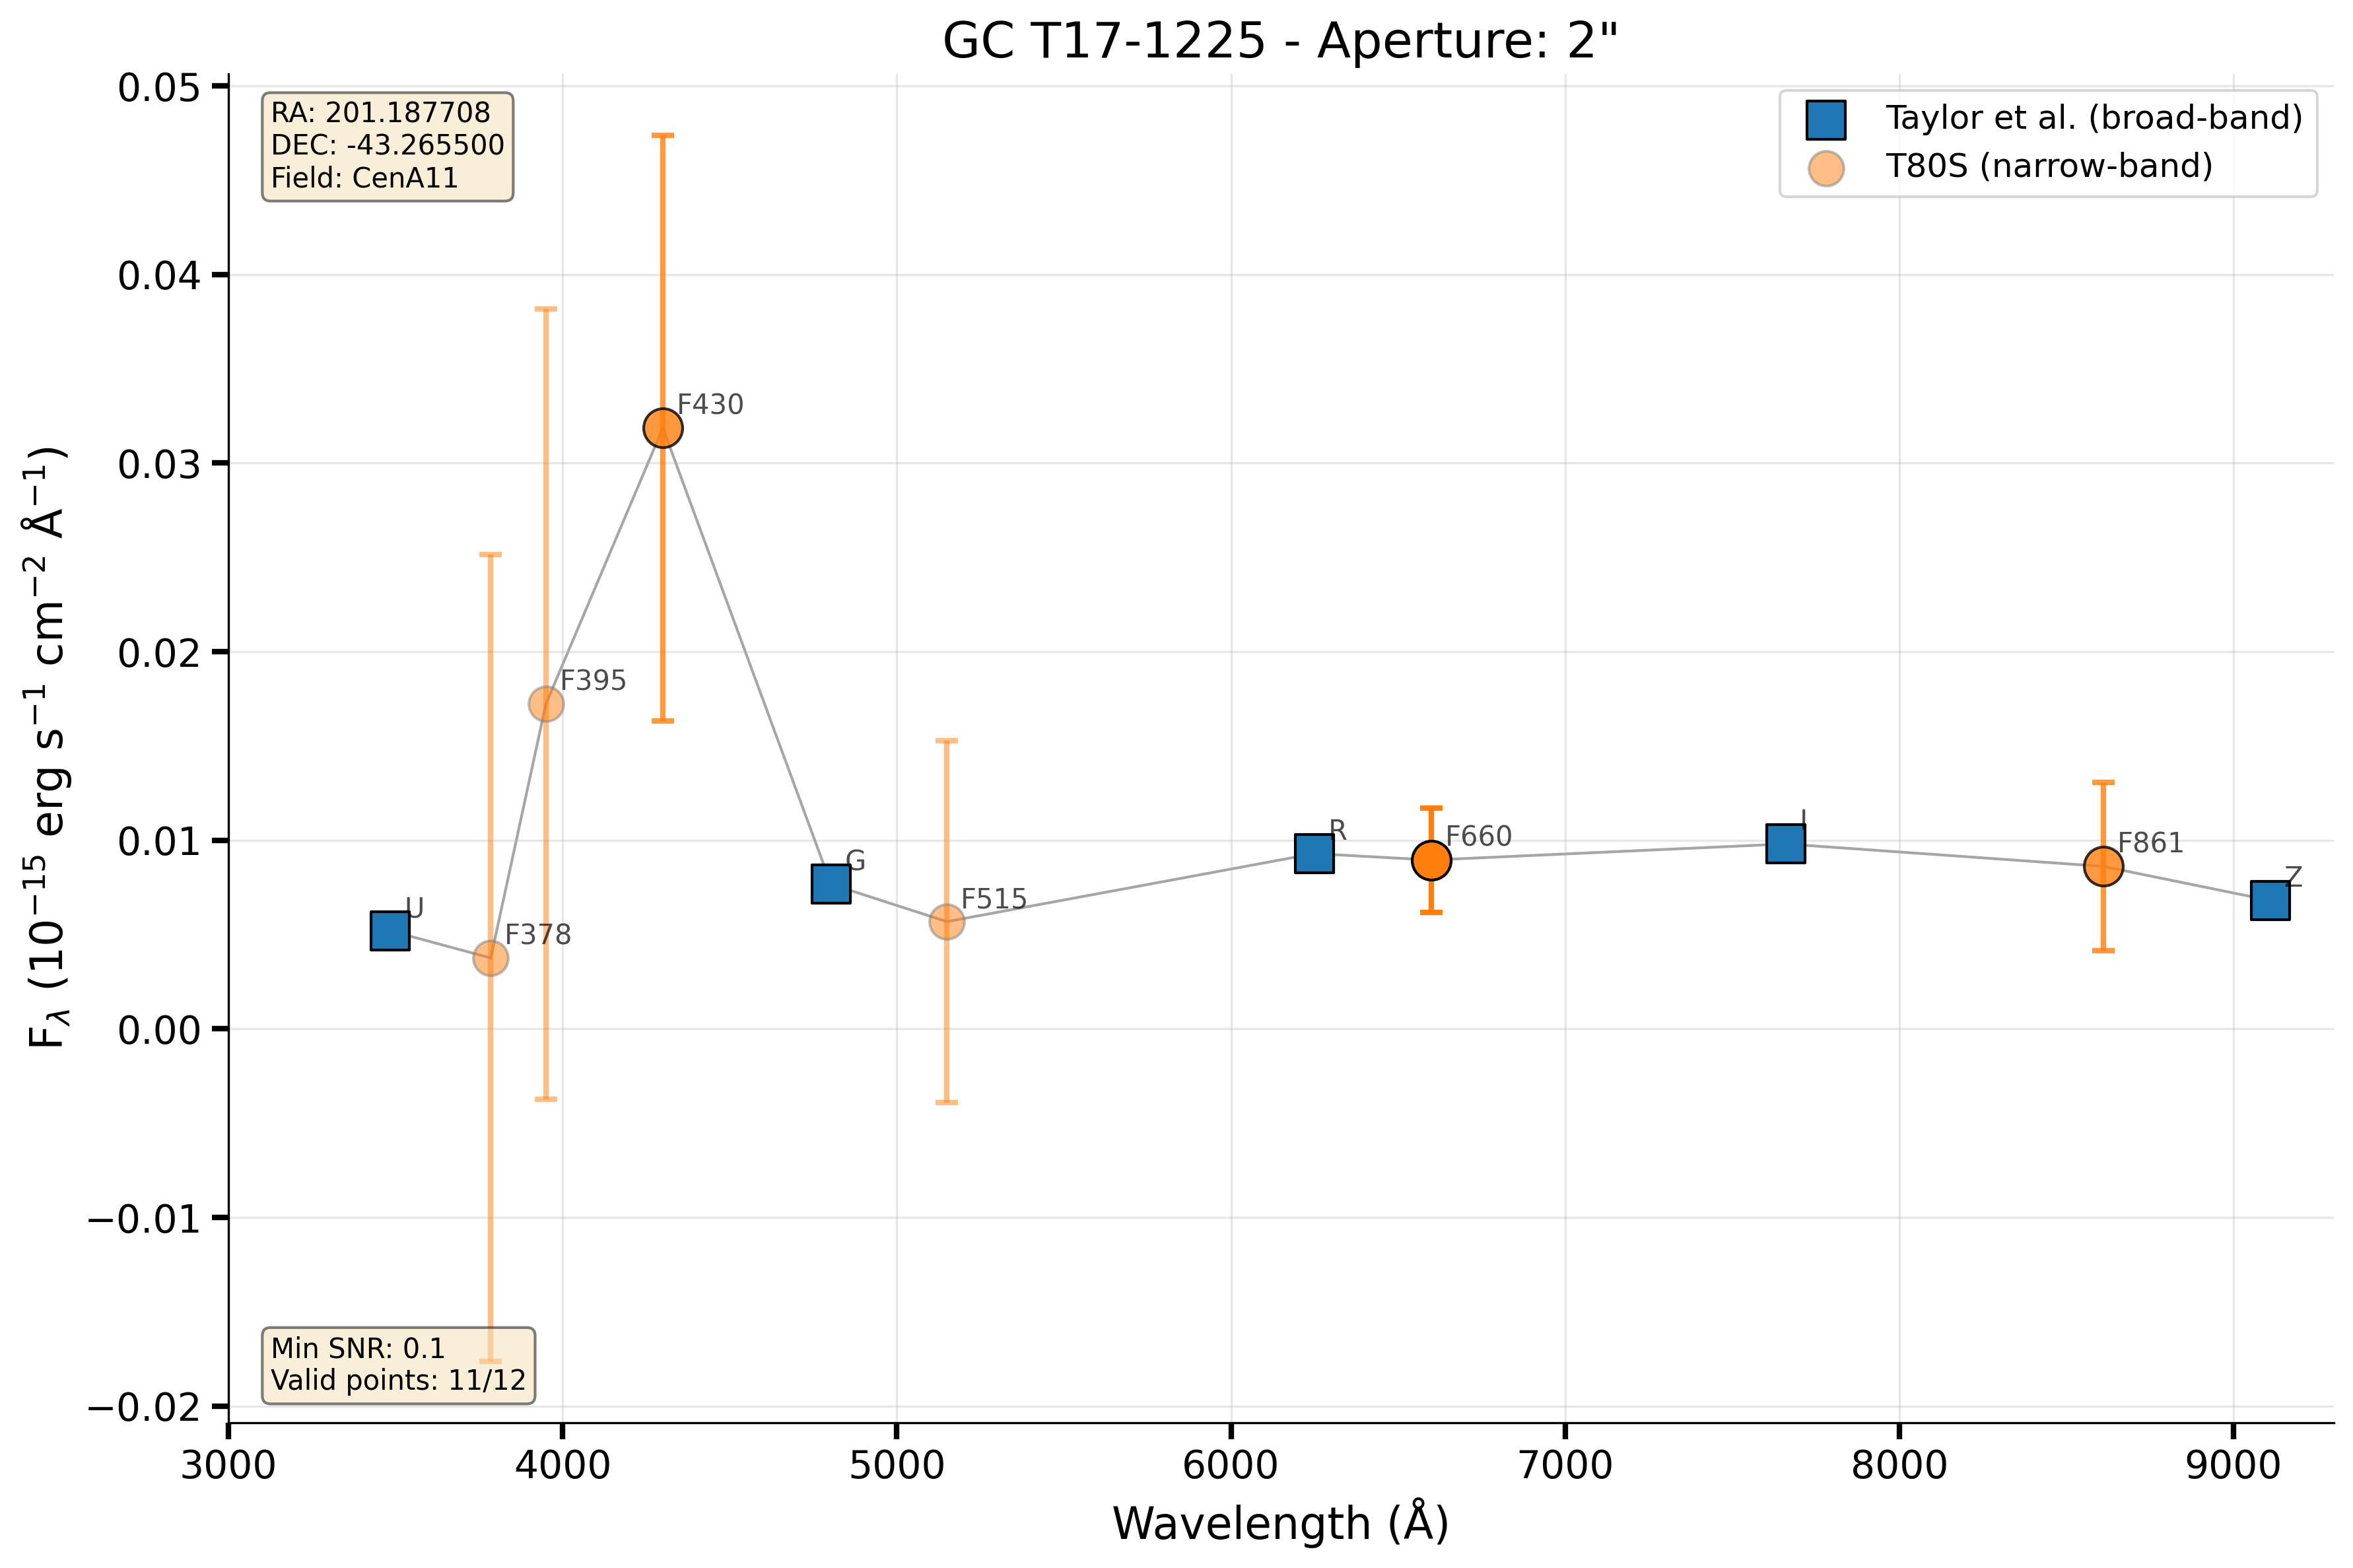 GC T17-1225 - Aperture: 2"
RA: 201.187708
DEC: -43.265500
Field: CenA11
Taylor et al. (broad-band)
T80S (narrow-band)
0.05
0.04
0.03
0.02
0.01
0.00
−0.01
−0.02
F_λ (10⁻¹⁵ erg s⁻¹ cm⁻² Å⁻¹)
U
F378
F395
F430
G
F515
R
F660
I
F861
Z
Min SNR: 0.1
Valid points: 11/12
3000 4000 5000 6000 7000 8000 9000
Wavelength (Å)